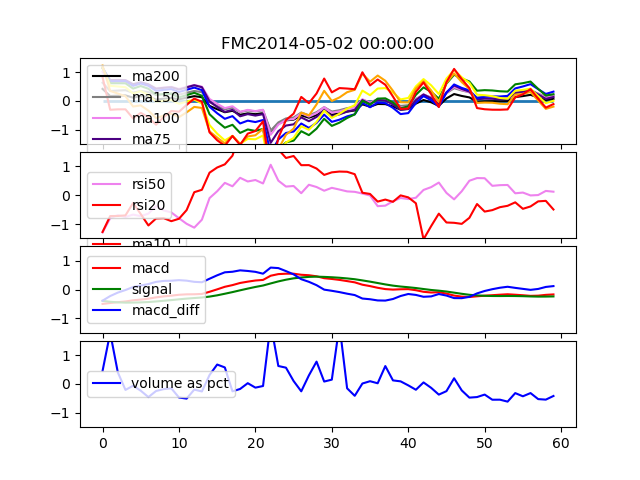 FMC2014-05-02 00:00:00
1
0
−1
ma200
ma150
ma100
ma75
1
0
−1
rsi50
rsi20
ma10
1
0
−1
macd
signal
macd_diff
1
0
−1
volume as pct
0 10 20 30 40 50 60